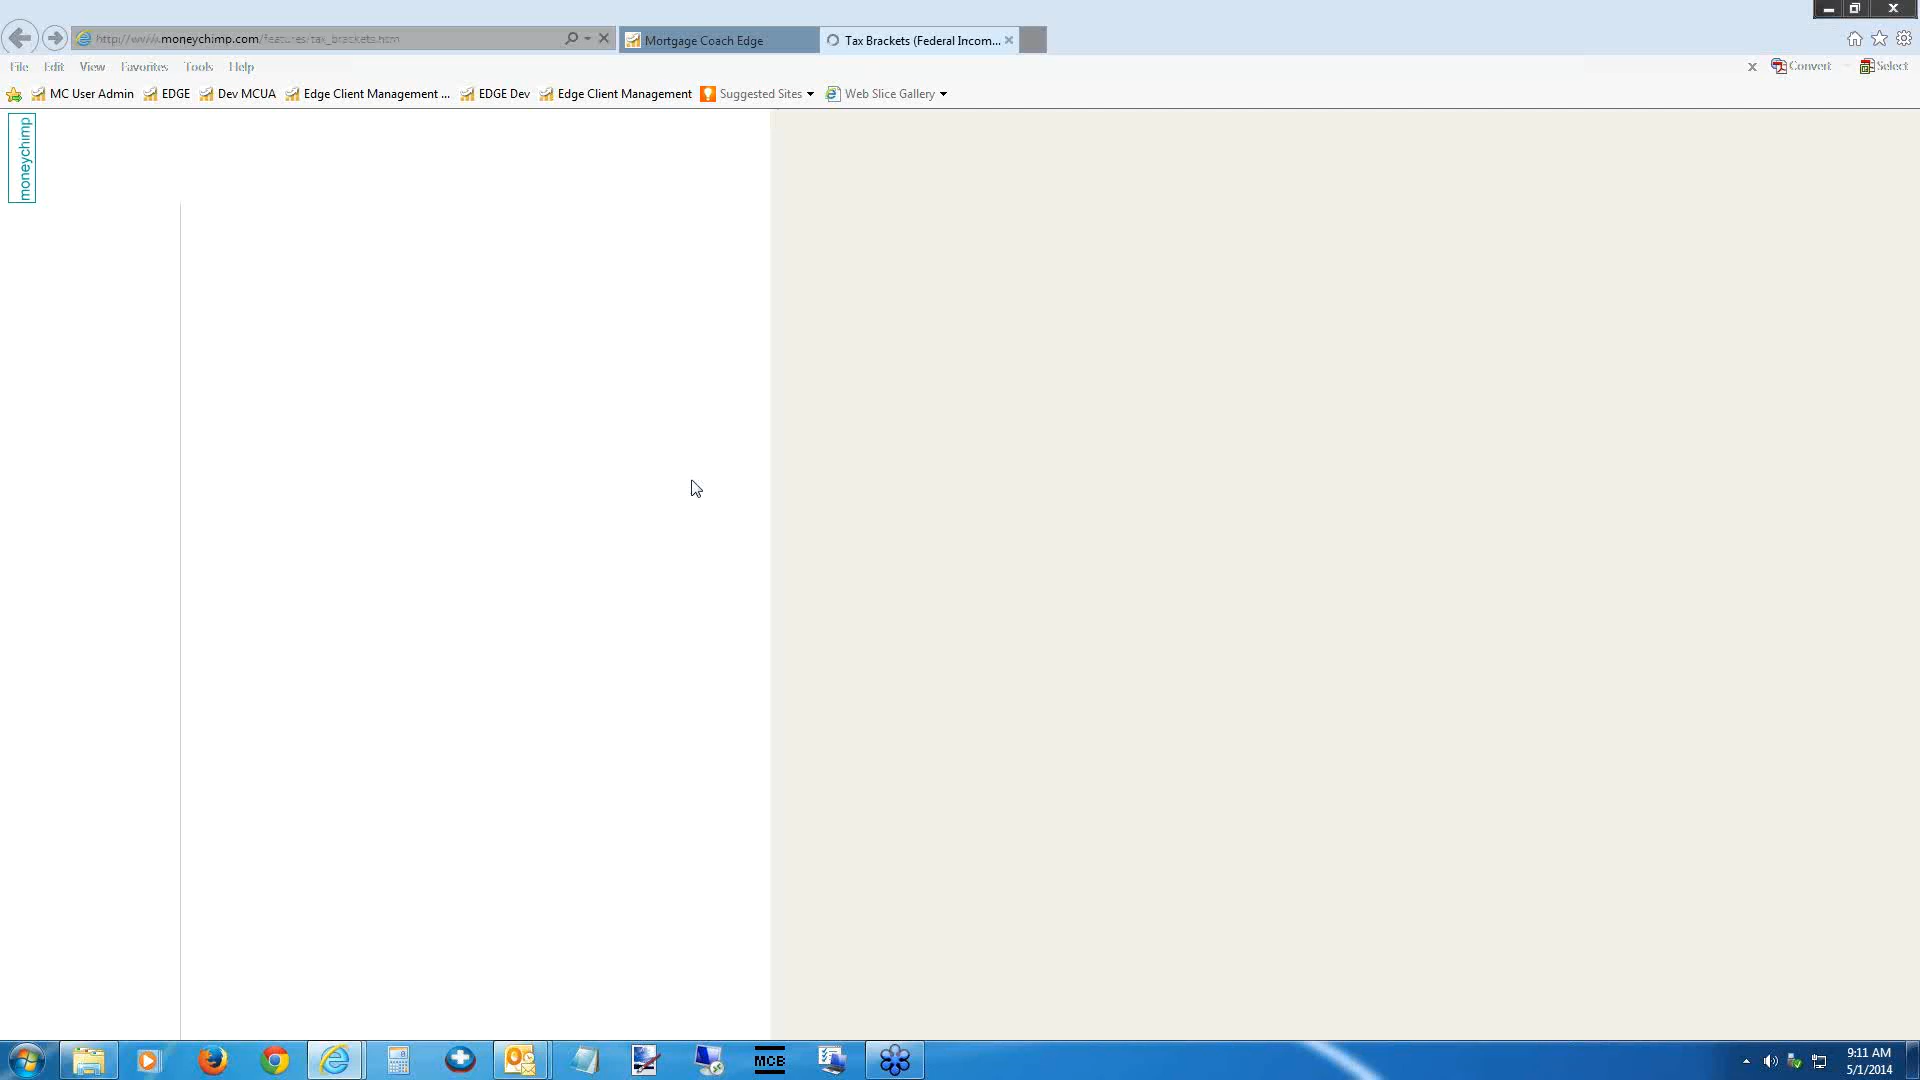 http://www.moneychimp.com/features/tax_brackets.htm
Mortgage Coach Edge
Tax Brackets (Federal Incom...
File Edit View Favorites Tools Help
Convert
Select
MC User Admin EDGE Dev MCUA Edge Client Management ... EDGE Dev Edge Client Management Suggested Sites Web Slice Gallery
moneychimp
MCB
9:11 AM
5/1/2014